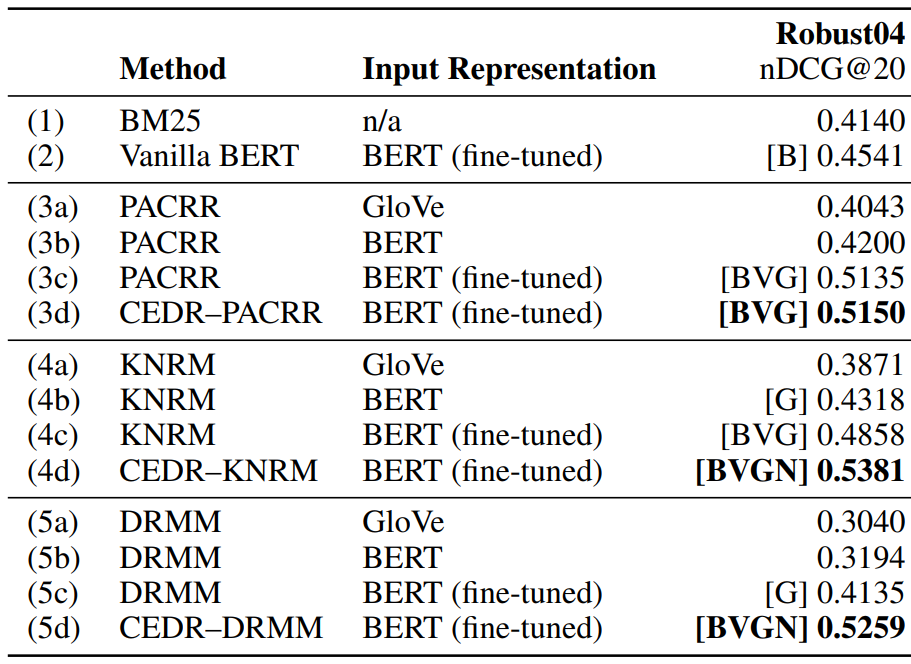 Robust04
Method Input Representation nDCG@20
(1) BM25 n/a 0.4140
(2) Vanilla BERT BERT (fine-tuned) [B] 0.4541
(3a) PACRR GloVe 0.4043
(3b) PACRR BERT 0.4200
(3c) PACRR BERT (fine-tuned) [BVG] 0.5135
(3d) CEDR–PACRR BERT (fine-tuned) [BVG] 0.5150
(4a) KNRM GloVe 0.3871
(4b) KNRM BERT [G] 0.4318
(4c) KNRM BERT (fine-tuned) [BVG] 0.4858
(4d) CEDR–KNRM BERT (fine-tuned) [BVGN] 0.5381
(5a) DRMM GloVe 0.3040
(5b) DRMM BERT 0.3194
(5c) DRMM BERT (fine-tuned) [G] 0.4135
(5d) CEDR–DRMM BERT (fine-tuned) [BVGN] 0.5259